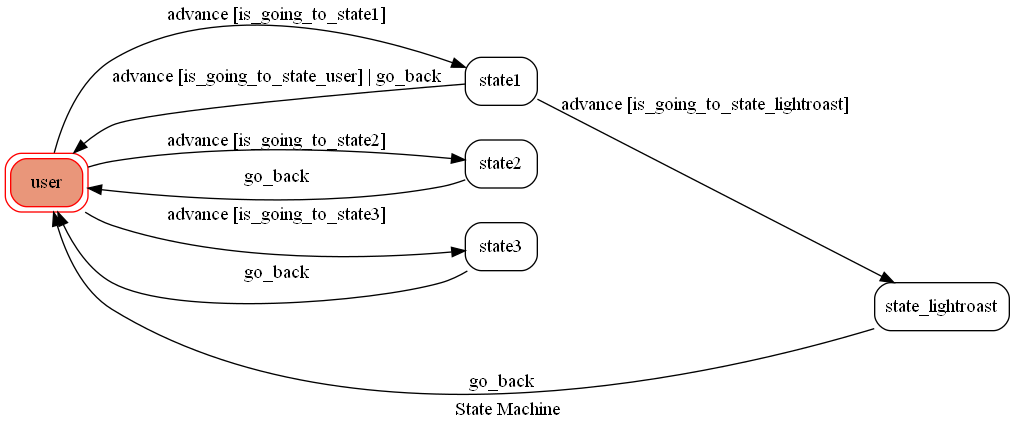 advance [is_going_to_state1]
advance [is_going_to_state_user] | go_back
state1
advance [is_going_to_state_lightroast]
advance [is_going_to_state2]
state2
go_back
user
advance [is_going_to_state3]
state3
go_back
state_lightroast
go_back
State Machine